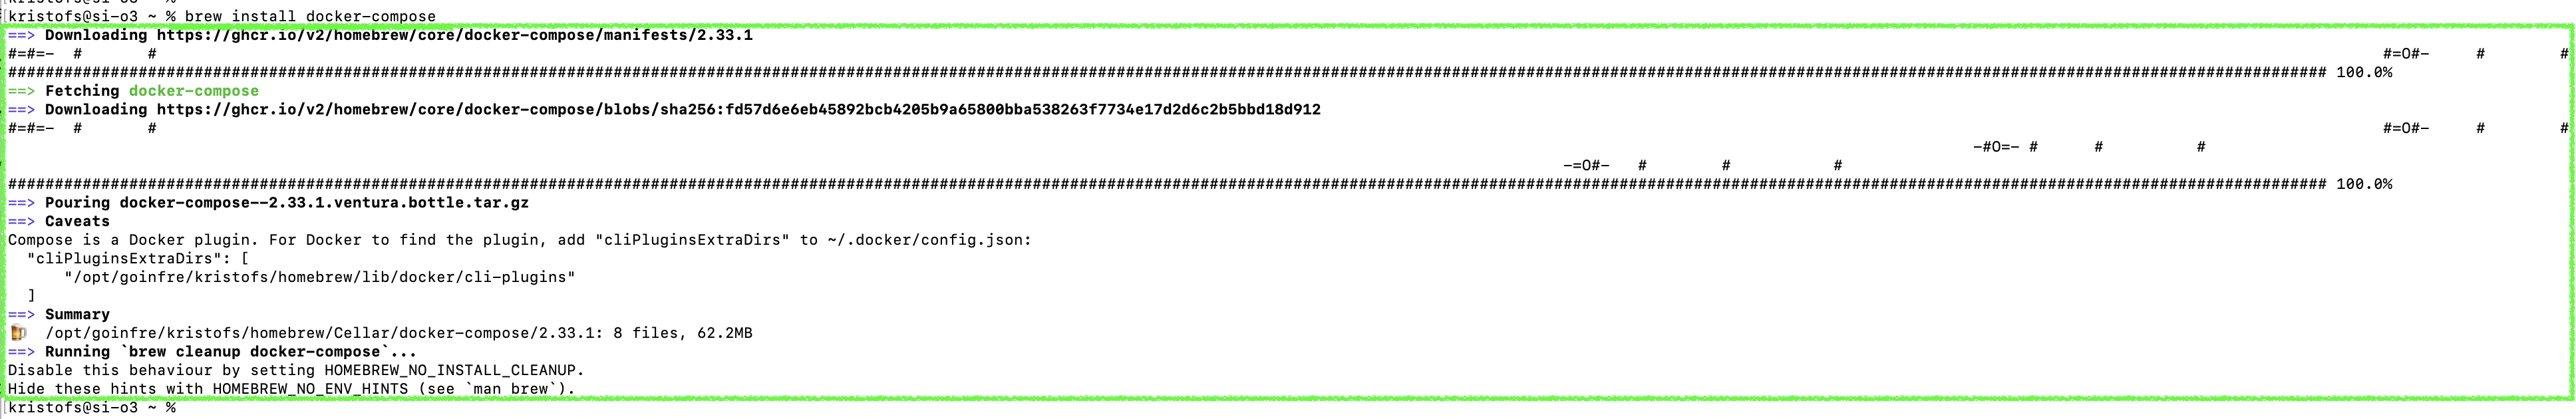 kristofs@si-o3 ~ % brew install docker-compose
==> Downloading https://ghcr.io/v2/homebrew/core/docker-compose/manifests/2.33.1
#=#=-  #       # #=O#-     #        #
######################################################################## 100.0%
==> Fetching docker-compose
==> Downloading https://ghcr.io/v2/homebrew/core/docker-compose/blobs/sha256:fd57d6e6eb45892bcb4205b9a65800bba538263f7734e17d2d6c2b5bbd18d912
#=#=-  #       # #=O#-     #        #
-#O=- #      #          #
-=O#-   #        #           #
######################################################################## 100.0%
==> Pouring docker-compose--2.33.1.ventura.bottle.tar.gz
==> Caveats
Compose is a Docker plugin. For Docker to find the plugin, add "cliPluginsExtraDirs" to ~/.docker/config.json:
  "cliPluginsExtraDirs": [
      "/opt/goinfre/kristofs/homebrew/lib/docker/cli-plugins"
  ]
==> Summary
🍺  /opt/goinfre/kristofs/homebrew/Cellar/docker-compose/2.33.1: 8 files, 62.2MB
==> Running `brew cleanup docker-compose`...
Disable this behaviour by setting HOMEBREW_NO_INSTALL_CLEANUP.
Hide these hints with HOMEBREW_NO_ENV_HINTS (see `man brew`).
kristofs@si-o3 ~ %